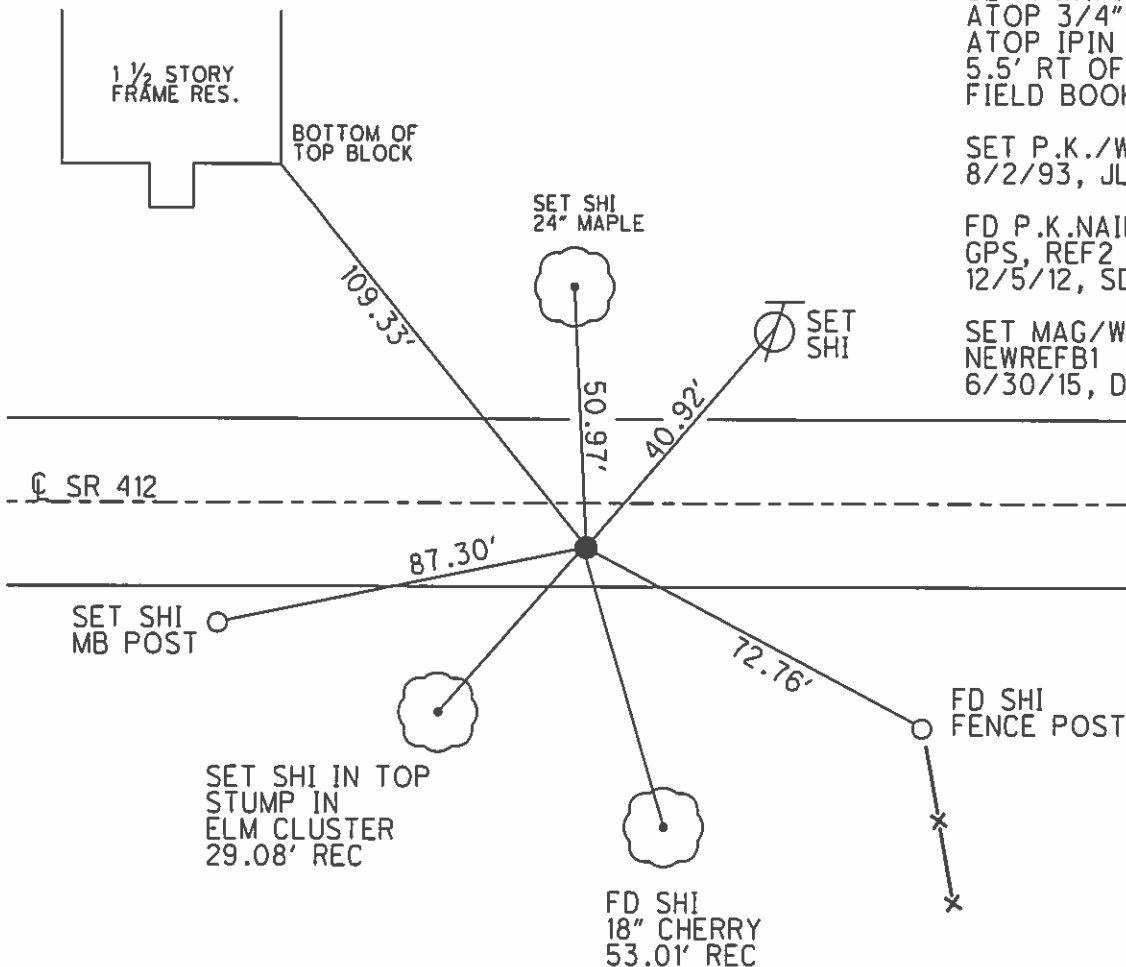 1 1/2 STORY
FRAME RES.
BOTTOM OF
TOP BLOCK
SET SHI
24" MAPLE
SET
SHI
109.33'
50.97'
40.92'
℄ SR 412
87.30'
72.76'
SET SHI
MB POST
FD SHI
FENCE POST
SET SHI IN TOP
STUMP IN
ELM CLUSTER
29.08' REC
FD SHI
18" CHERRY
53.01' REC
ATOP 3/4"
ATOP IPIN
5.5' RT OF
FIELD BOOK
SET P.K./W
8/2/93, JL
FD P.K.NAI
GPS, REF2
12/5/12, SD
SET MAG/W
NEWREFB1
6/30/15, D